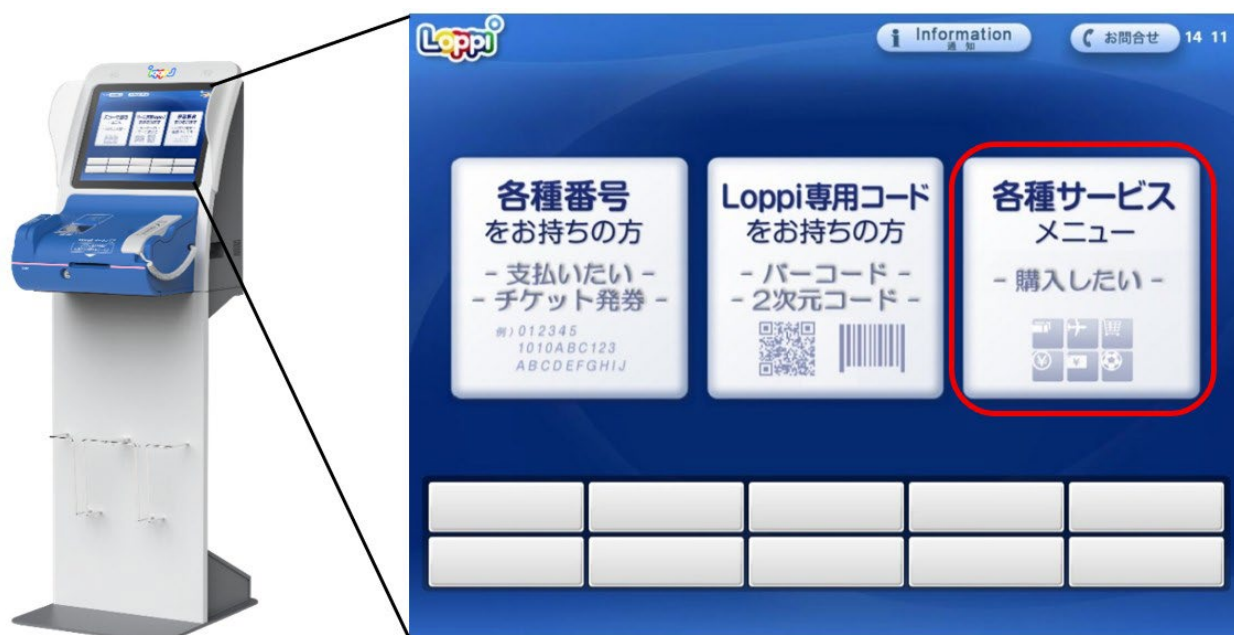 Loppi
Information
通知
お問合せ
14 11
各種番号
をお持ちの方
- 支払いたい -
- チケット発券 -
例) 012345
1010ABC123
ABCDEFGHIJ
Loppi専用コード
をお持ちの方
- バーコード -
- 2次元コード -
各種サービス
メニュー
- 購入したい -
Loppi